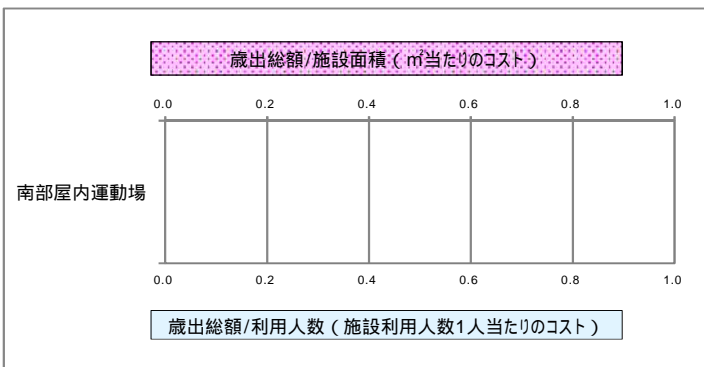 歳出総額/施設面積（㎡当たりのコスト）
0.0 0.2 0.4 0.6 0.8 1.0
南部屋内運動場
0.0 0.2 0.4 0.6 0.8 1.0
歳出総額/利用人数（施設利用人数1人当たりのコスト）